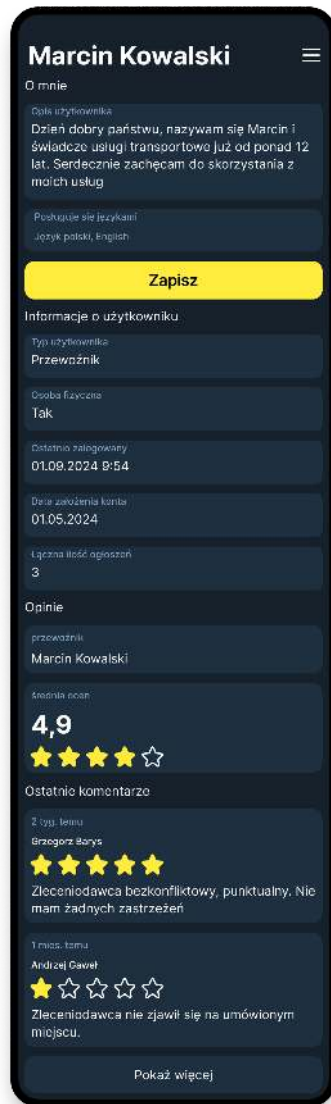 Marcin Kowalski
O mnie
Opis użytkownika
Dzień dobry państwu, nazywam się Marcin i
świadcze usługi transportowe już od ponad 12
lat. Serdecznie zachęcam do skorzystania z
moich usług
Posługuje się językami
Język polski, English
Zapisz
Informacje o użytkowniku
Typ użytkownika
Przewoźnik
Osoba fizyczna
Tak
Ostatnio zalogowany
01.09.2024 9:54
Data założenia konta
01.05.2024
Łączna ilość ogłoszeń
3
Opinie
przewoźnik
Marcin Kowalski
średnia ocen
4,9
Ostatnie komentarze
2 tyg. temu
Grzegorz Barys
Zleceniodawca bezkonfliktowy, punktualny. Nie
mam żadnych zastrzeżeń
1 mies. temu
Andrzej Gaweł
Zleceniodawca nie zjawił się na umówionym
miejscu.
Pokaż więcej